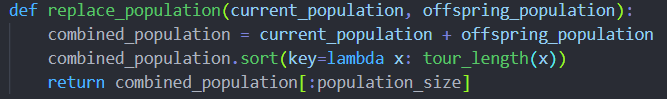 def replace_population(current_population, offspring_population):
    combined_population = current_population + offspring_population
    combined_population.sort(key=lambda x: tour_length(x))
    return combined_population[:population_size]